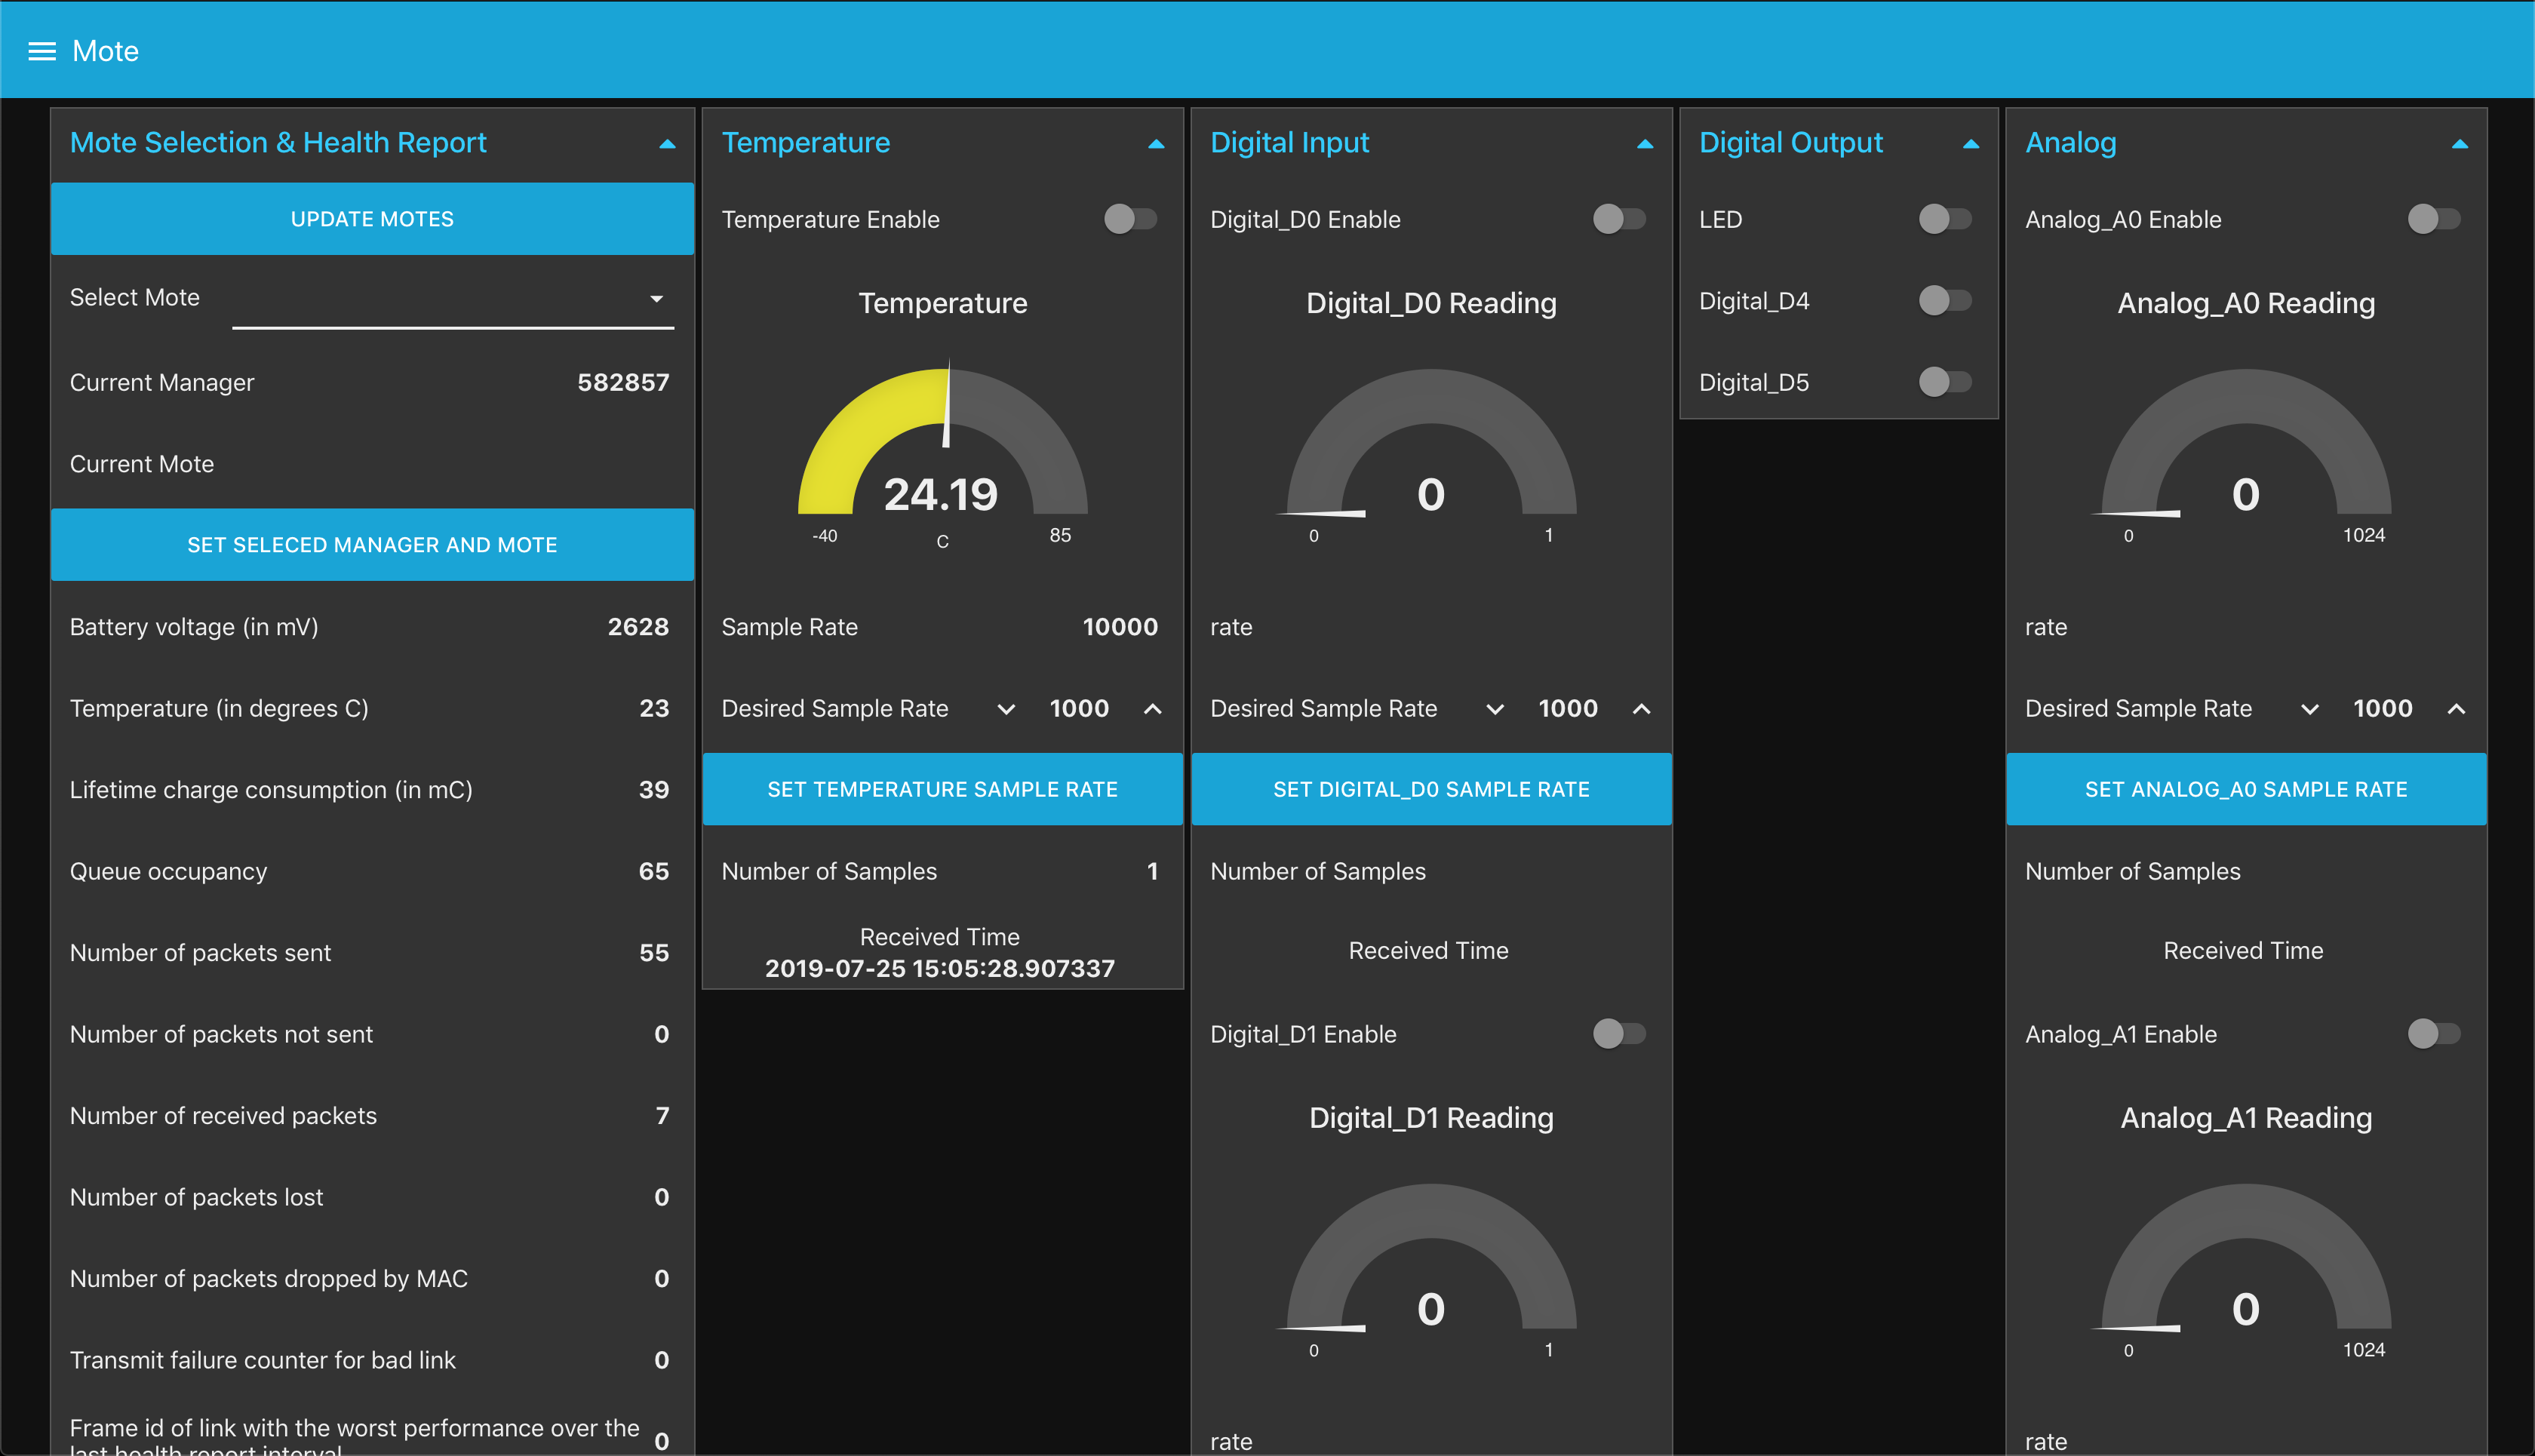 Mote
Mote Selection & Health Report
UPDATE MOTES
Select Mote
Current Manager 582857
Current Mote
SET SELECED MANAGER AND MOTE
Battery voltage (in mV) 2628
Temperature (in degrees C) 23
Lifetime charge consumption (in mC) 39
Queue occupancy 65
Number of packets sent 55
Number of packets not sent 0
Number of received packets 7
Number of packets lost 0
Number of packets dropped by MAC 0
Transmit failure counter for bad link 0
Frame id of link with the worst performance over the 0
last health report interval
Temperature
Temperature Enable
Temperature
24.19
-40 C 85
Sample Rate 10000
Desired Sample Rate 1000
SET TEMPERATURE SAMPLE RATE
Number of Samples 1
Received Time
2019-07-25 15:05:28.907337
Digital Input
Digital_D0 Enable
Digital_D0 Reading
0
0 1
rate
Desired Sample Rate 1000
SET DIGITAL_D0 SAMPLE RATE
Number of Samples
Received Time
Digital_D1 Enable
Digital_D1 Reading
0
0 1
rate
Digital Output
LED
Digital_D4
Digital_D5
Analog
Analog_A0 Enable
Analog_A0 Reading
0
0 1024
rate
Desired Sample Rate 1000
SET ANALOG_A0 SAMPLE RATE
Number of Samples
Received Time
Analog_A1 Enable
Analog_A1 Reading
0
0 1024
rate